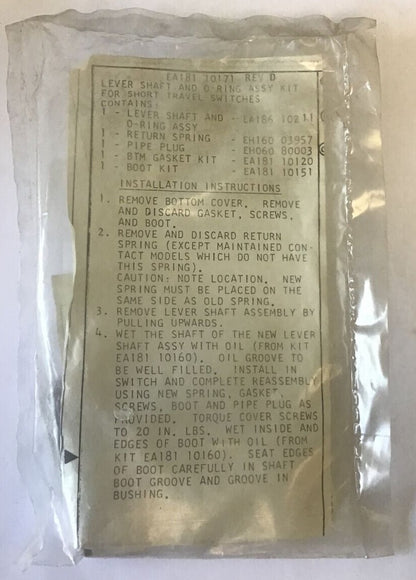 EA181 10171 REV D
LEVER SHAFT AND O-RING ASSY KIT
FOR SHORT TRAVEL SWITCHES
CONTAINS:
1 - LEVER SHAFT AND - EA186 10211
O-RING ASSY
1 - RETURN SPRING - EH160 03957
1 - PIPE PLUG - EH060 80003
1 - BTM GASKET KIT - EA181 10120
1 - BOOT KIT - EA181 10151
INSTALLATION INSTRUCTIONS
1. REMOVE BOTTOM COVER. REMOVE
AND DISCARD GASKET, SCREWS,
AND BOOT.
2. REMOVE AND DISCARD RETURN
SPRING (EXCEPT MAINTAINED CON-
TACT MODELS WHICH DO NOT HAVE
THIS SPRING).
CAUTION: NOTE LOCATION. NEW
SPRING MUST BE PLACED ON THE
SAME SIDE AS OLD SPRING.
3. REMOVE LEVER SHAFT ASSEMBLY BY
PULLING UPWARDS.
4. WET THE SHAFT OF THE NEW LEVER
SHAFT ASSY WITH OIL (FROM KIT
EA181 10160). OIL GROOVE TO
BE WELL FILLED. INSTALL IN
SWITCH AND COMPLETE REASSEMBLY
USING NEW SPRING, GASKET,
SCREWS, BOOT AND PIPE PLUG AS
PROVIDED. TORQUE COVER SCREWS
TO 20 IN. LBS. WET INSIDE AND
EDGES OF BOOT WITH OIL (FROM
KIT EA181 10160). SEAT EDGES
OF BOOT CAREFULLY IN SHAFT
BOOT GROOVE AND GROOVE IN
BUSHING.